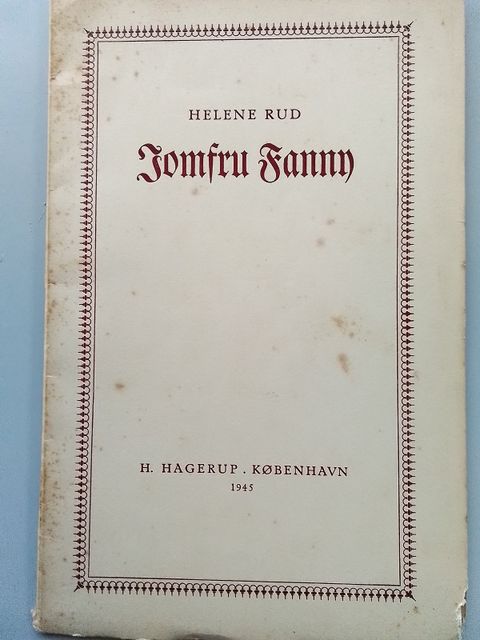 HELENE RUD
Jomfru Fanny
H. HAGERUP . KØBENHAVN
1945